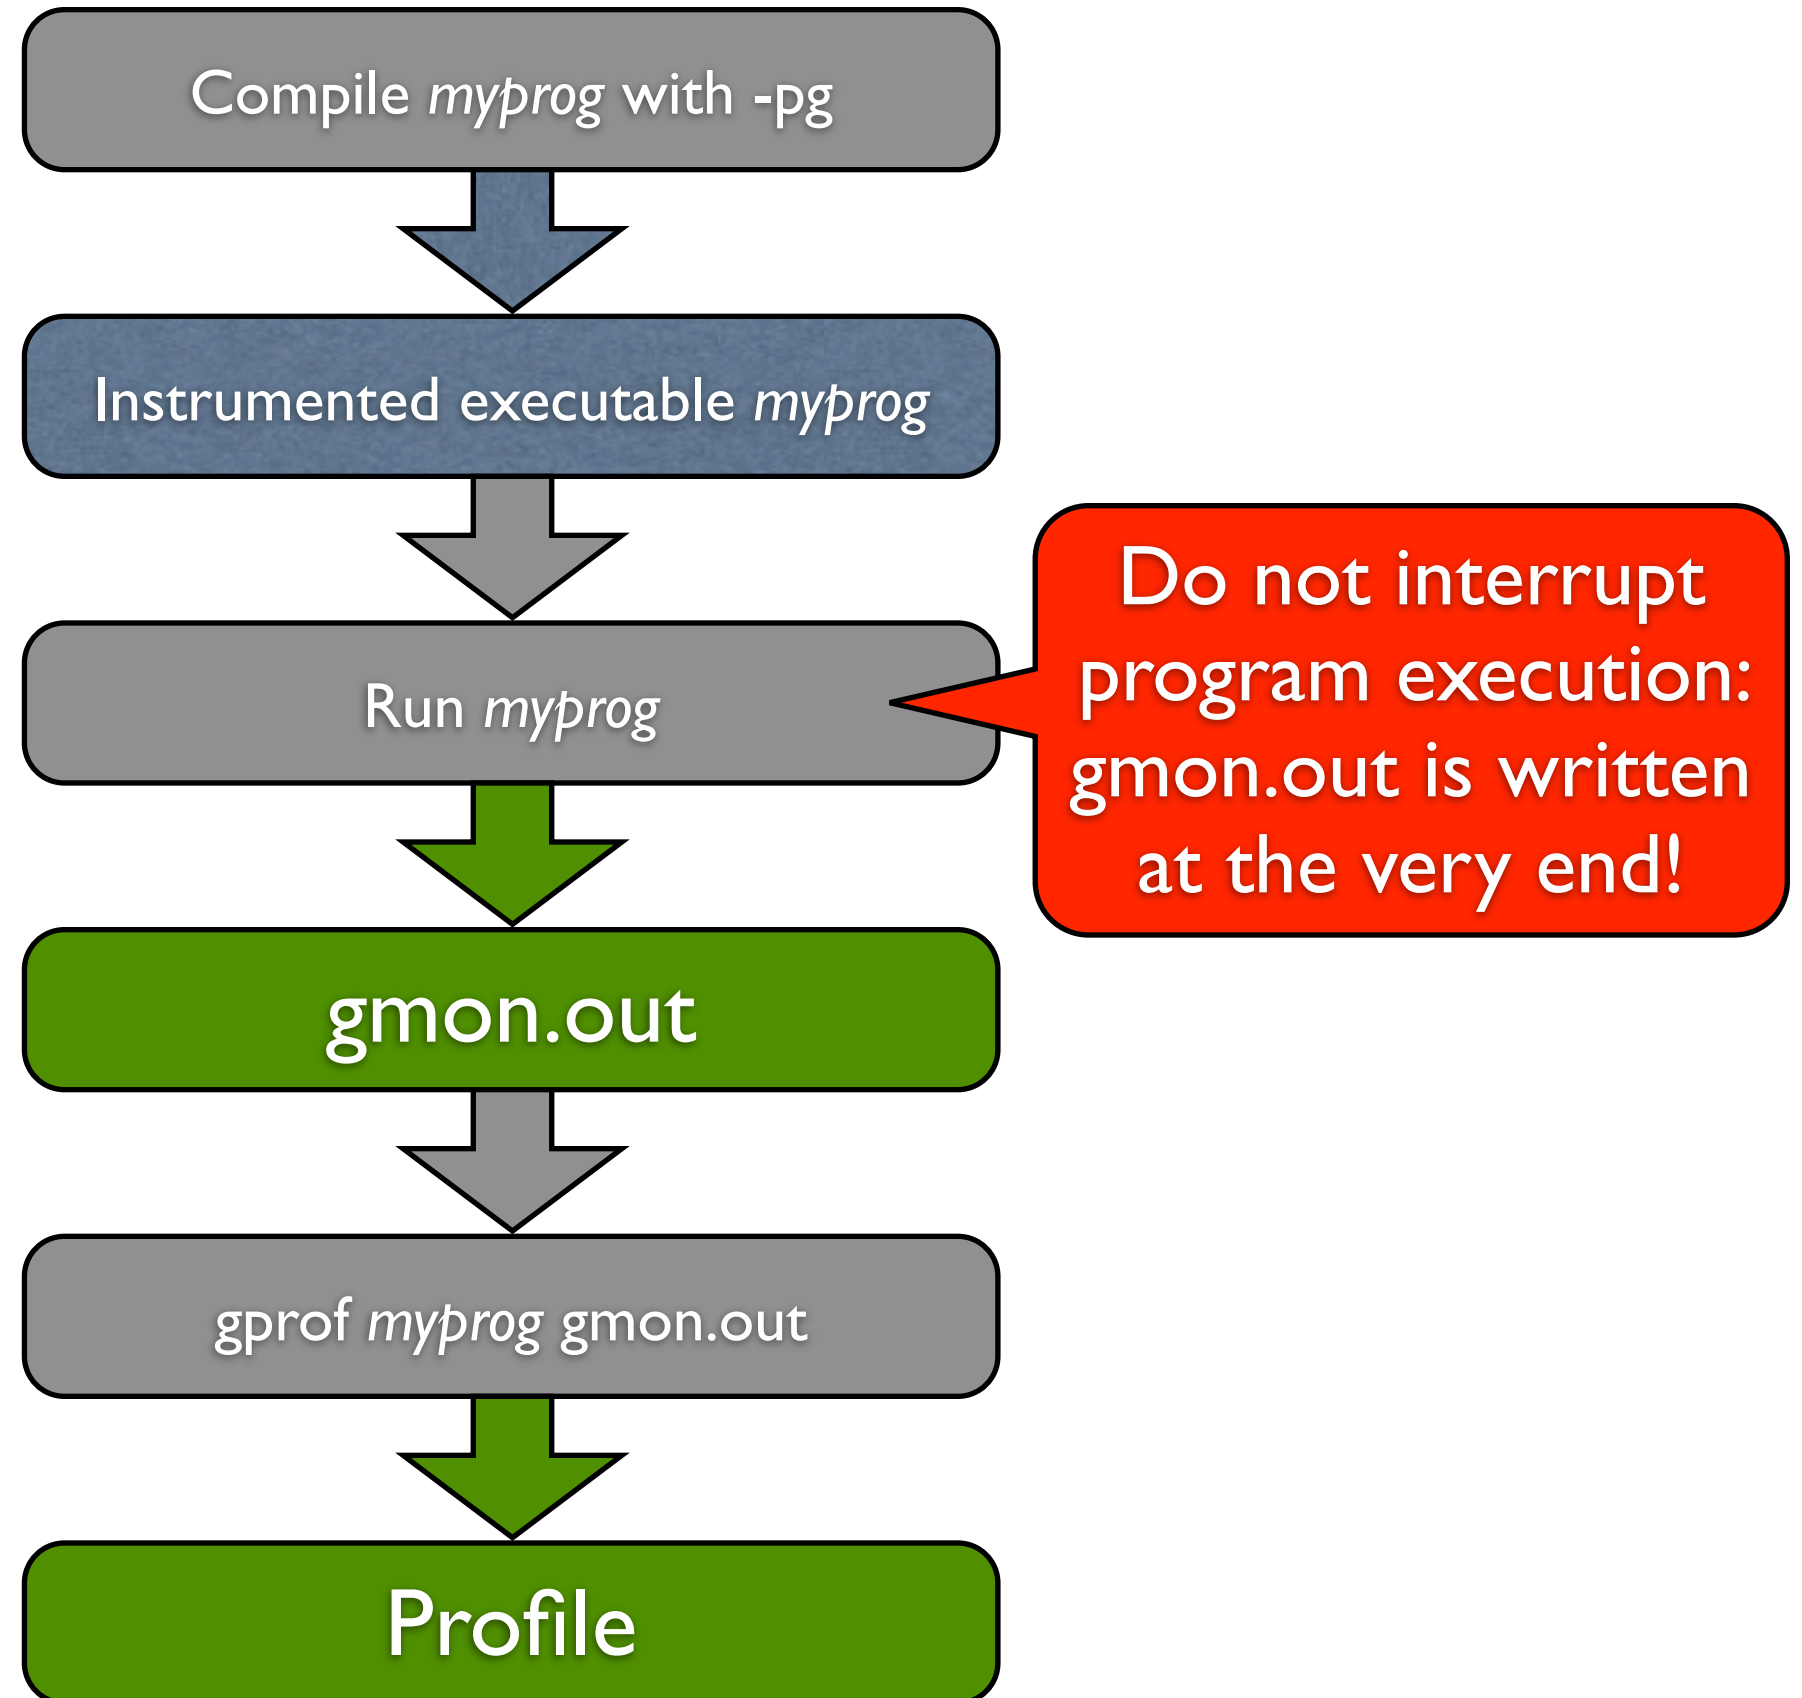 Compile myprog with -pg
Instrumented executable myprog
Run myprog
Do not interrupt
program execution:
gmon.out is written
at the very end!
gmon.out
gprof myprog gmon.out
Profile